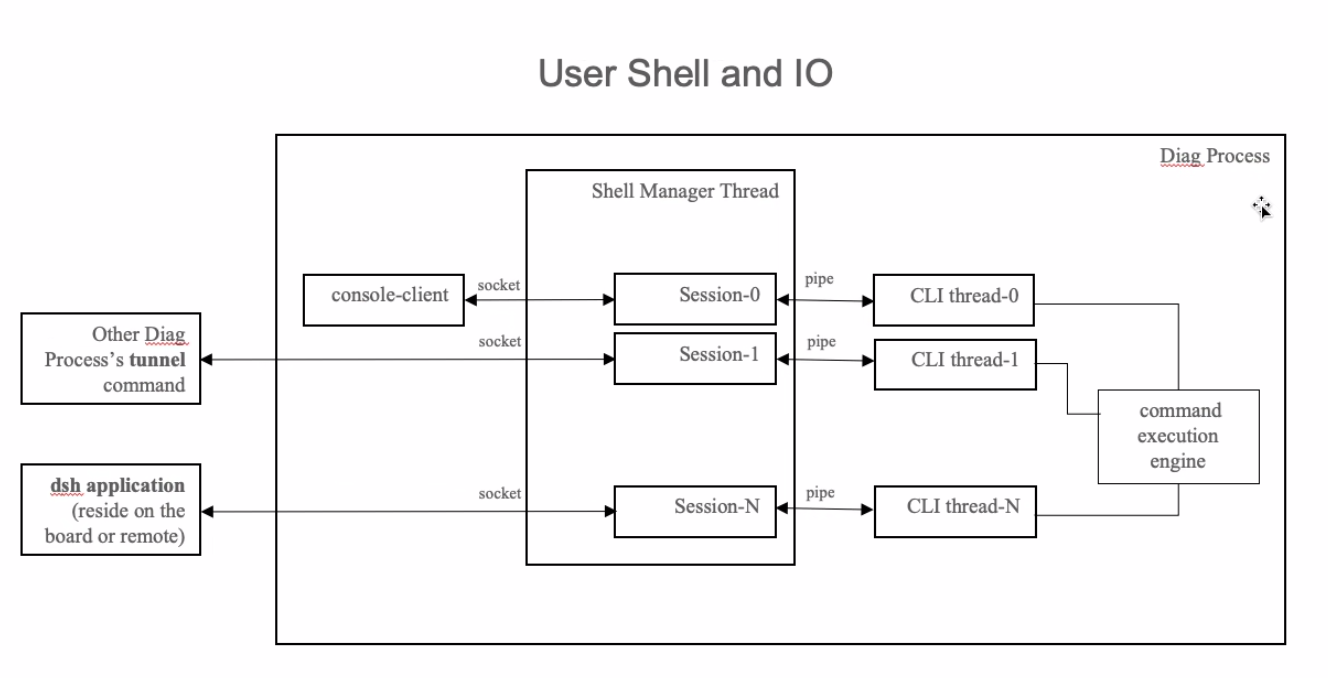 User Shell and IO
Diag Process
Shell Manager Thread
console-client
socket
Session-0
pipe
CLI thread-0
Other Diag
Process's tunnel
command
socket
Session-1
pipe
CLI thread-1
command
execution
engine
dsh application
(reside on the
board or remote)
socket
Session-N
pipe
CLI thread-N